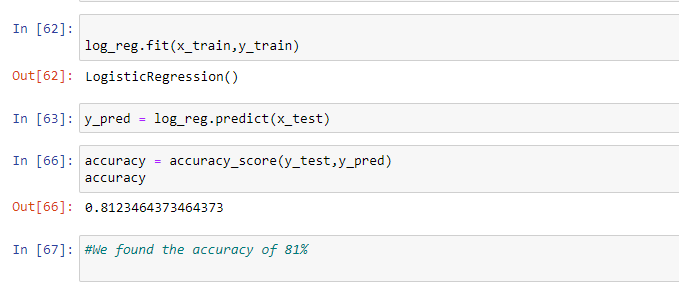 In [62]:
log_reg.fit(x_train,y_train)
Out[62]: LogisticRegression()
In [63]: y_pred = log_reg.predict(x_test)
In [66]: accuracy = accuracy_score(y_test,y_pred)
accuracy
Out[66]: 0.8123464373464373
In [67]: #We found the accuracy of 81%